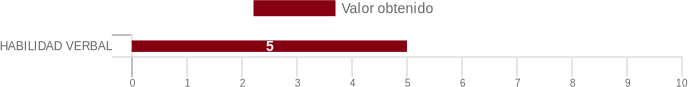 Valor obtenido
HABILIDAD VERBAL 5
0 1 2 3 4 5 6 7 8 9 10